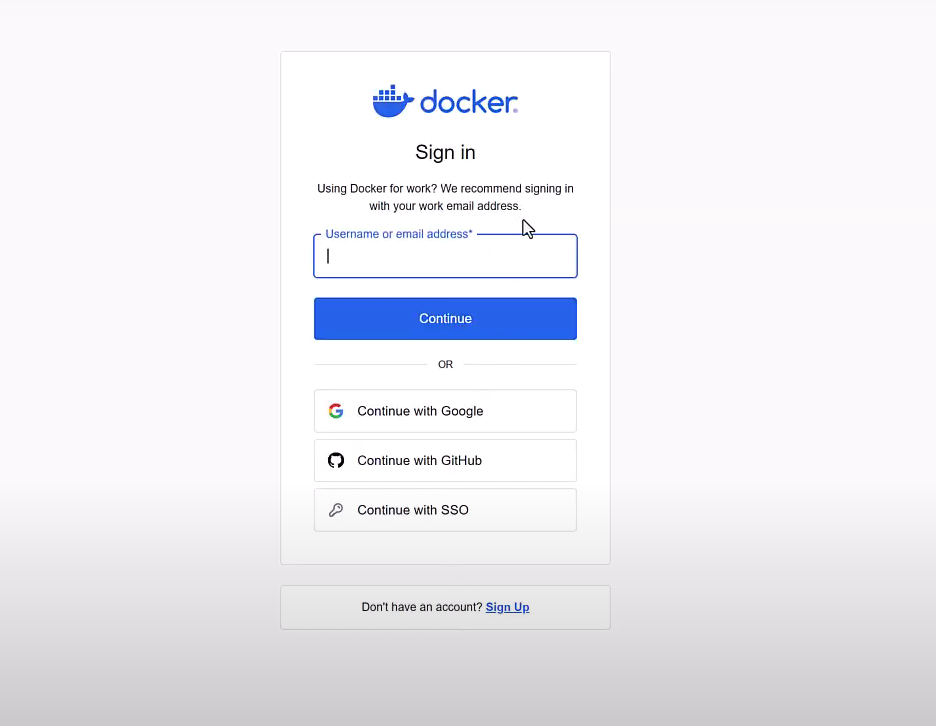 docker
Sign in
Using Docker for work? We recommend signing in
with your work email address.
Username or email address*
Continue
OR
Continue with Google
Continue with GitHub
Continue with SSO
Don't have an account? Sign Up